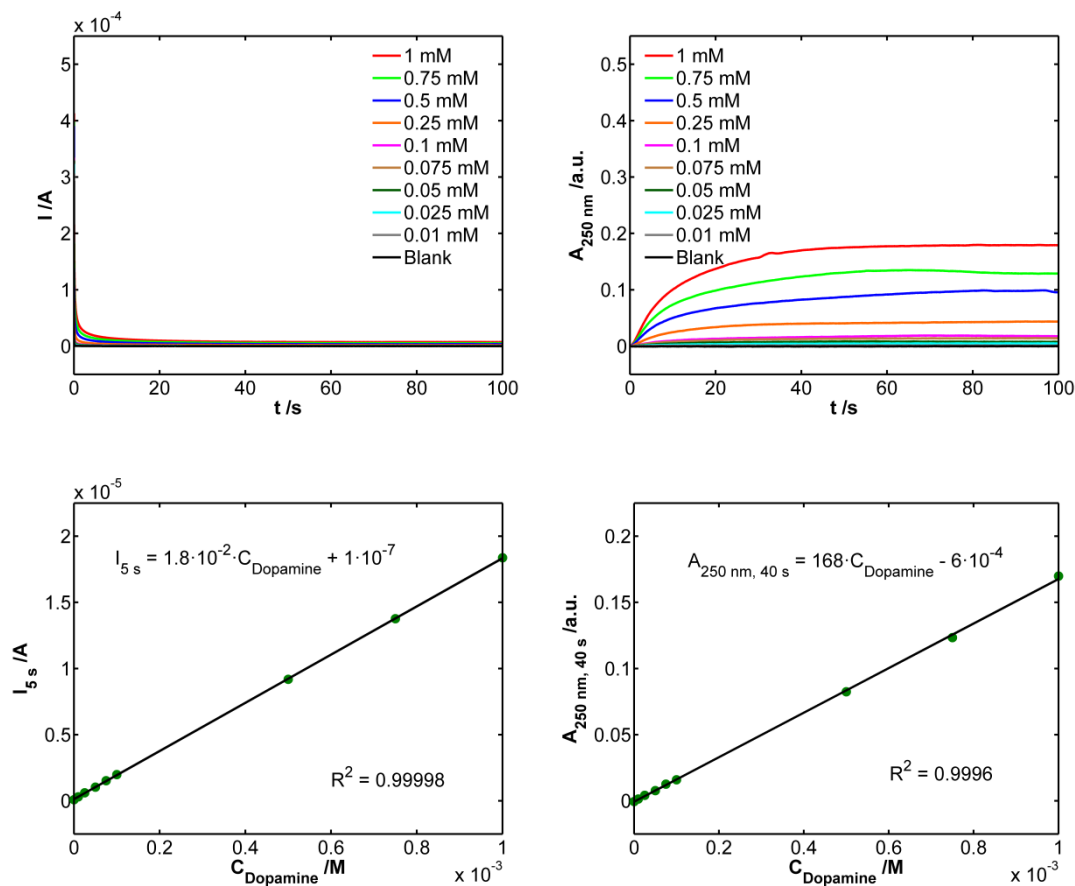 x 10⁻⁴
5
4
3
2
1
0
I /A
0 20 40 60 80 100
t /s
1 mM
0.75 mM
0.5 mM
0.25 mM
0.1 mM
0.075 mM
0.05 mM
0.025 mM
0.01 mM
Blank
0.5
0.4
0.3
0.2
0.1
0
A250 nm /a.u.
0 20 40 60 80 100
t /s
1 mM
0.75 mM
0.5 mM
0.25 mM
0.1 mM
0.075 mM
0.05 mM
0.025 mM
0.01 mM
Blank
x 10⁻⁵
2
1.5
1
0.5
0
I5 s /A
I5 s = 1.8·10⁻²·CDopamine + 1·10⁻⁷
R² = 0.99998
0 0.2 0.4 0.6 0.8 1
CDopamine /M
x 10⁻³
0.2
0.15
0.1
0.05
0
A250 nm, 40 s /a.u.
A250 nm, 40 s = 168·CDopamine - 6·10⁻⁴
R² = 0.9996
0 0.2 0.4 0.6 0.8 1
CDopamine /M
x 10⁻³